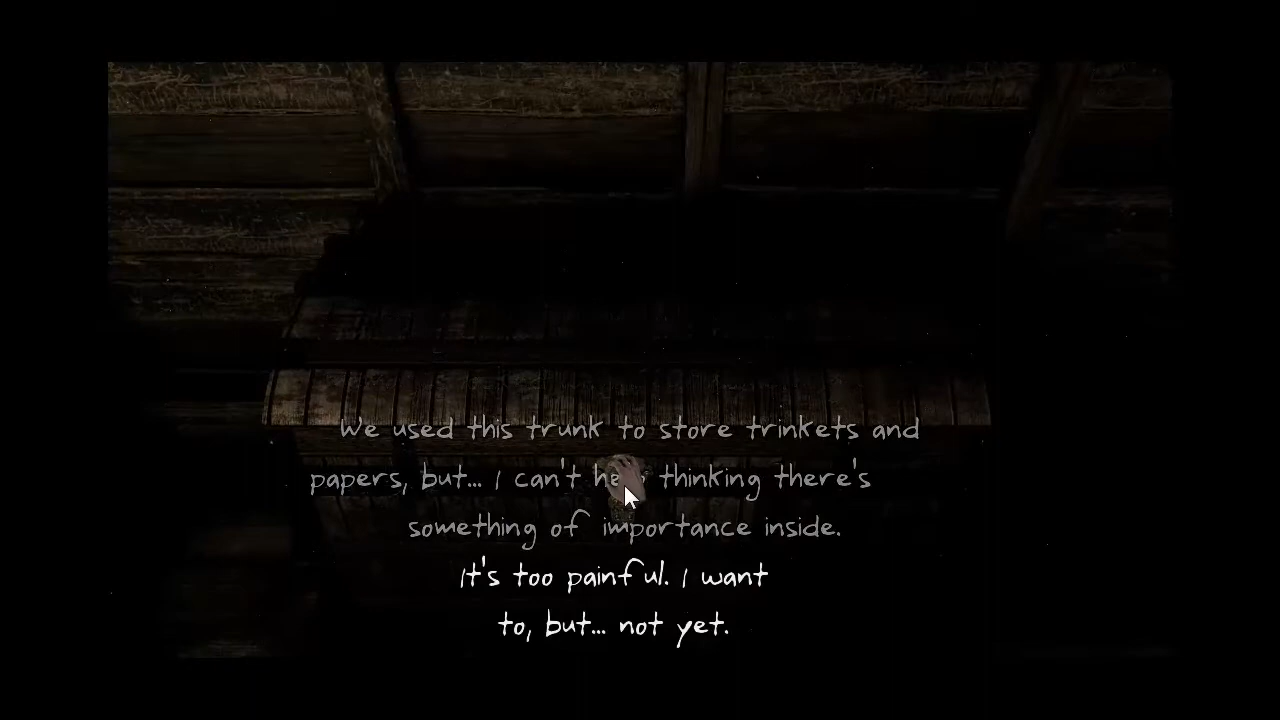 We used this trunk to store trinkets and
papers, but... I can't help thinking there's
something of importance inside.
It's too painful. I want
to, but... not yet.